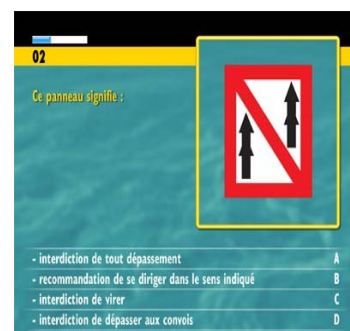 02
Ce panneau signifie :
- interdiction de tout dépassement A
- recommandation de se diriger dans le sens indiqué B
- interdiction de virer C
- interdiction de dépasser aux convois D